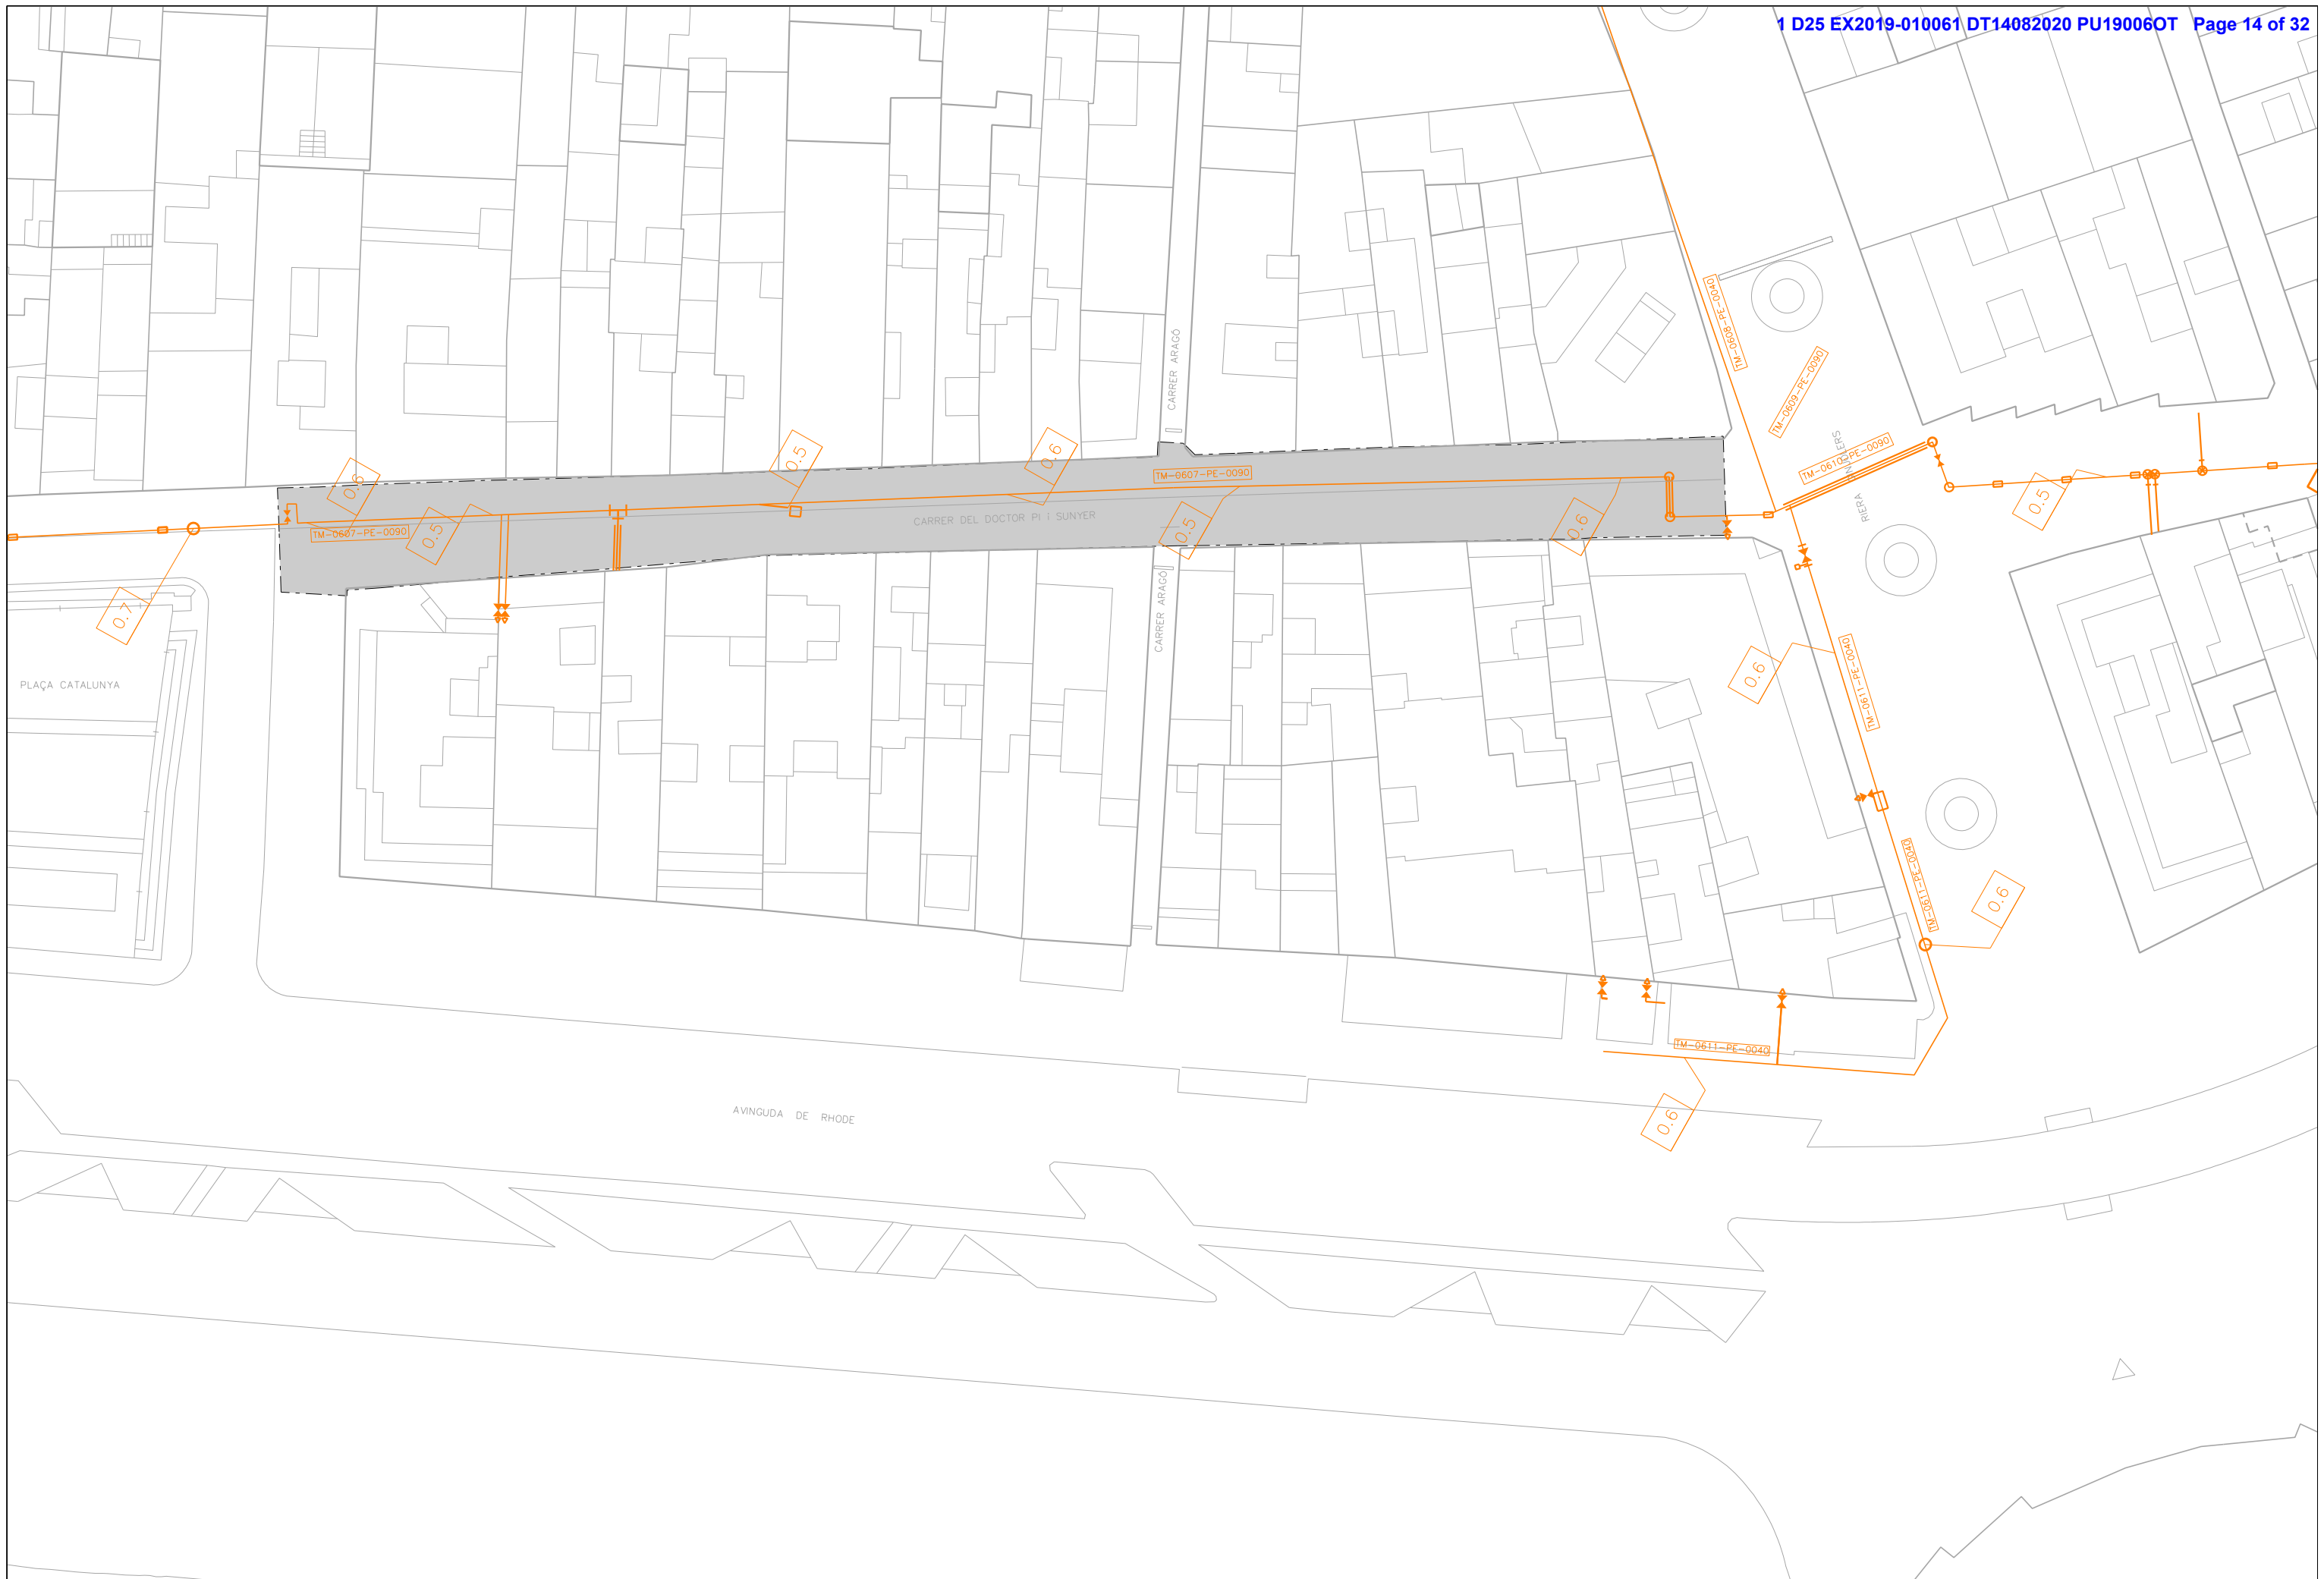 1 D25 EX2019-010061 DT14082020 PU19006OT Page 14 of 32
CARRER ARAGÓ
TM-0608-PE-0040
TM-0609-PE-0090
0.6
0.5
0.6
TM-0607-PE-0090
TM-0610-PE-0090
0.5
TM-0607-PE-0090
0.5
CARRER DEL DOCTOR PI I SUNYER
0.5
0.6
0.7
CARRER ARAGÓ
PLAÇA CATALUNYA
0.6
TM-0611-PE-0040
TM-0611-PE-0040
0.6
TM-0611-PE-0040
0.6
AVINGUDA DE RHODE
RIERA